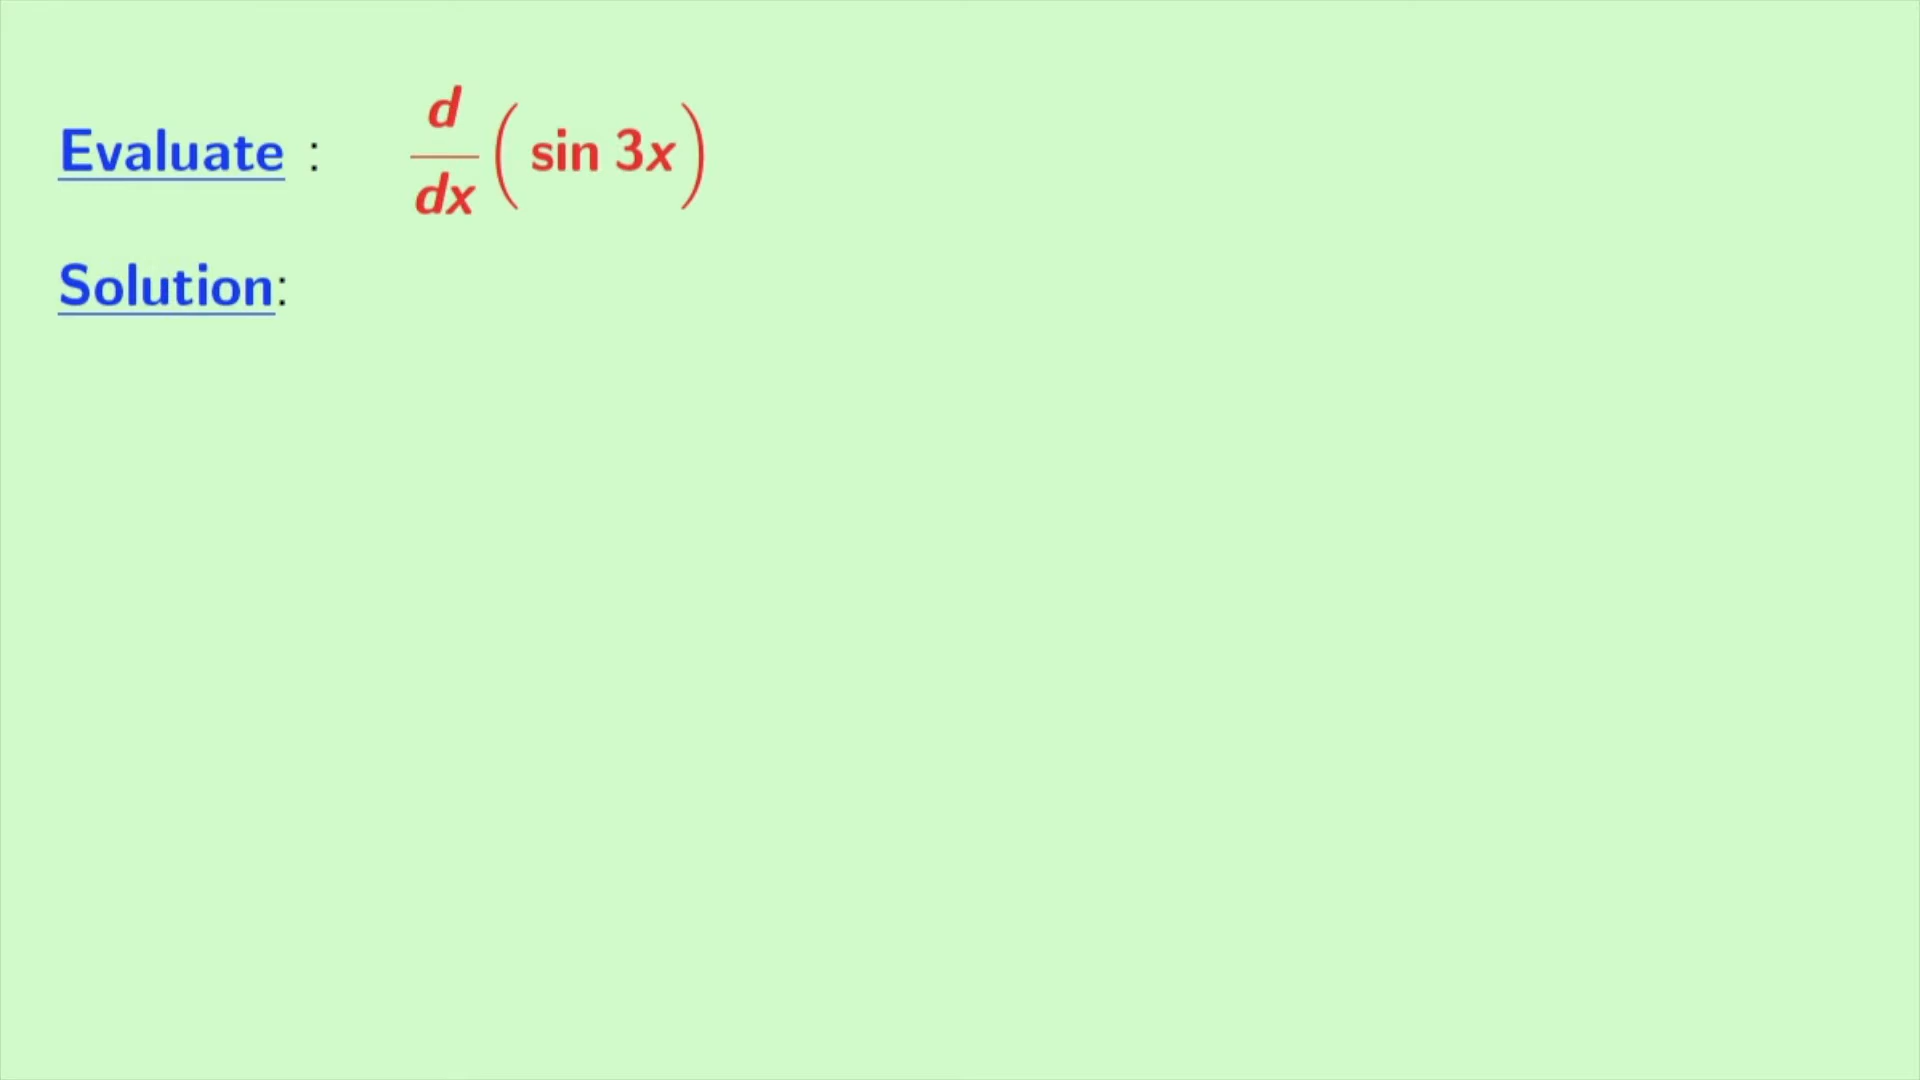 Evaluate : d/dx ( sin 3x )
Solution: